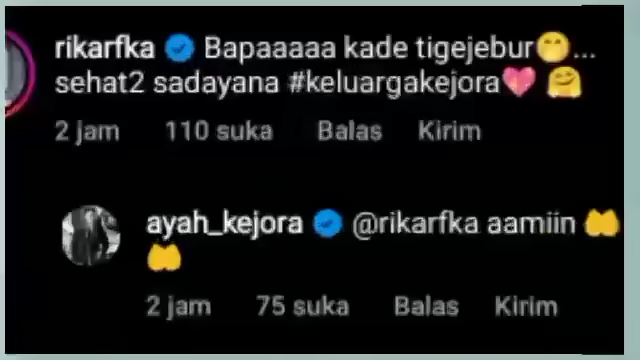 rikarfka Bapaaaaa kade tigejebur🤭...
sehat2 sadayana #keluargakejora💖 🤗
2 jam 110 suka Balas Kirim
ayah_kejora @rikarfka aamiin 🤲
🤲
2 jam 75 suka Balas Kirim